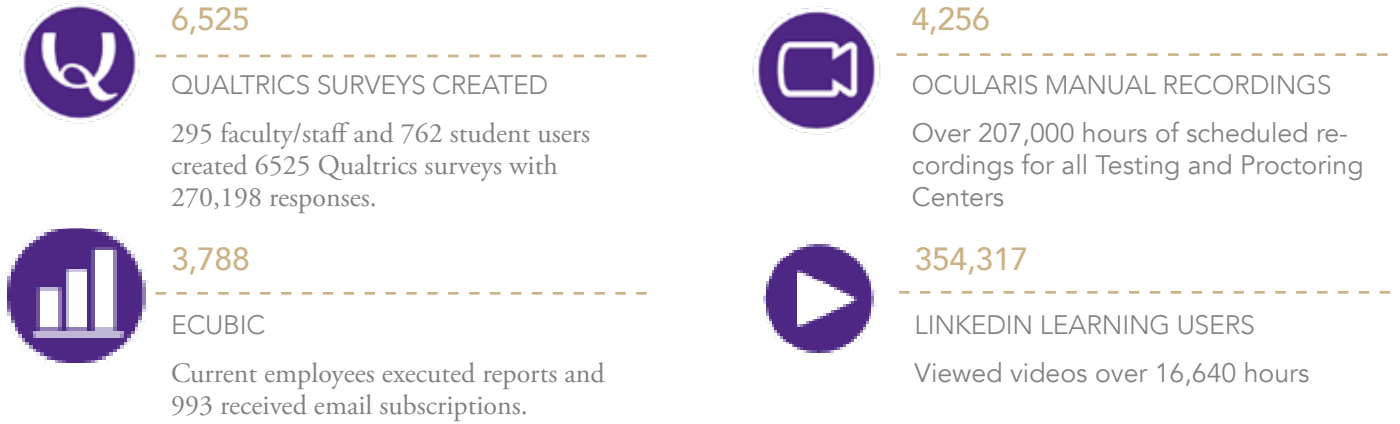 6,525
QUALTRICS SURVEYS CREATED
295 faculty/staff and 762 student users
created 6525 Qualtrics surveys with
270,198 responses.
3,788
ECUBIC
Current employees executed reports and
993 received email subscriptions.
4,256
OCULARIS MANUAL RECORDINGS
Over 207,000 hours of scheduled re-
cordings for all Testing and Proctoring
Centers
354,317
LINKEDIN LEARNING USERS
Viewed videos over 16,640 hours